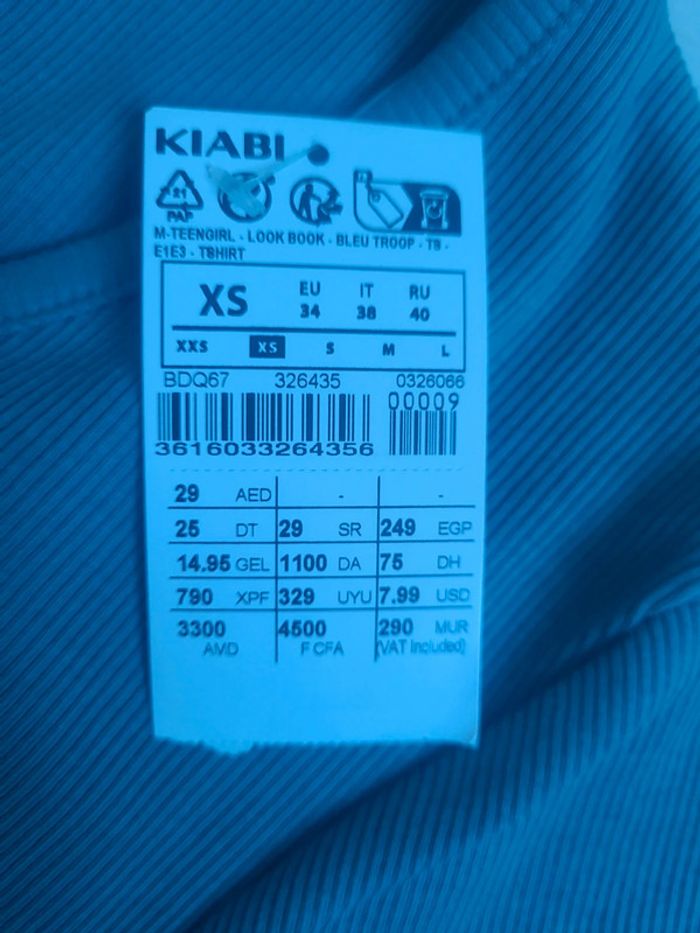 KIABI
21
PAP
M-TEENGIRL - LOOK BOOK - BLEU TROOP - TS -
E1E3 - TSHIRT
XS EU IT RU
34 38 40
XXS XS S M L
BDQ67 326435 0326066
00009
3616033264356
29 AED - -
25 DT 29 SR 249 EGP
14.95 GEL 1100 DA 75 DH
790 XPF 329 UYU 7.99 USD
3300 4500 290 MUR
AMD F CFA (VAT Included)